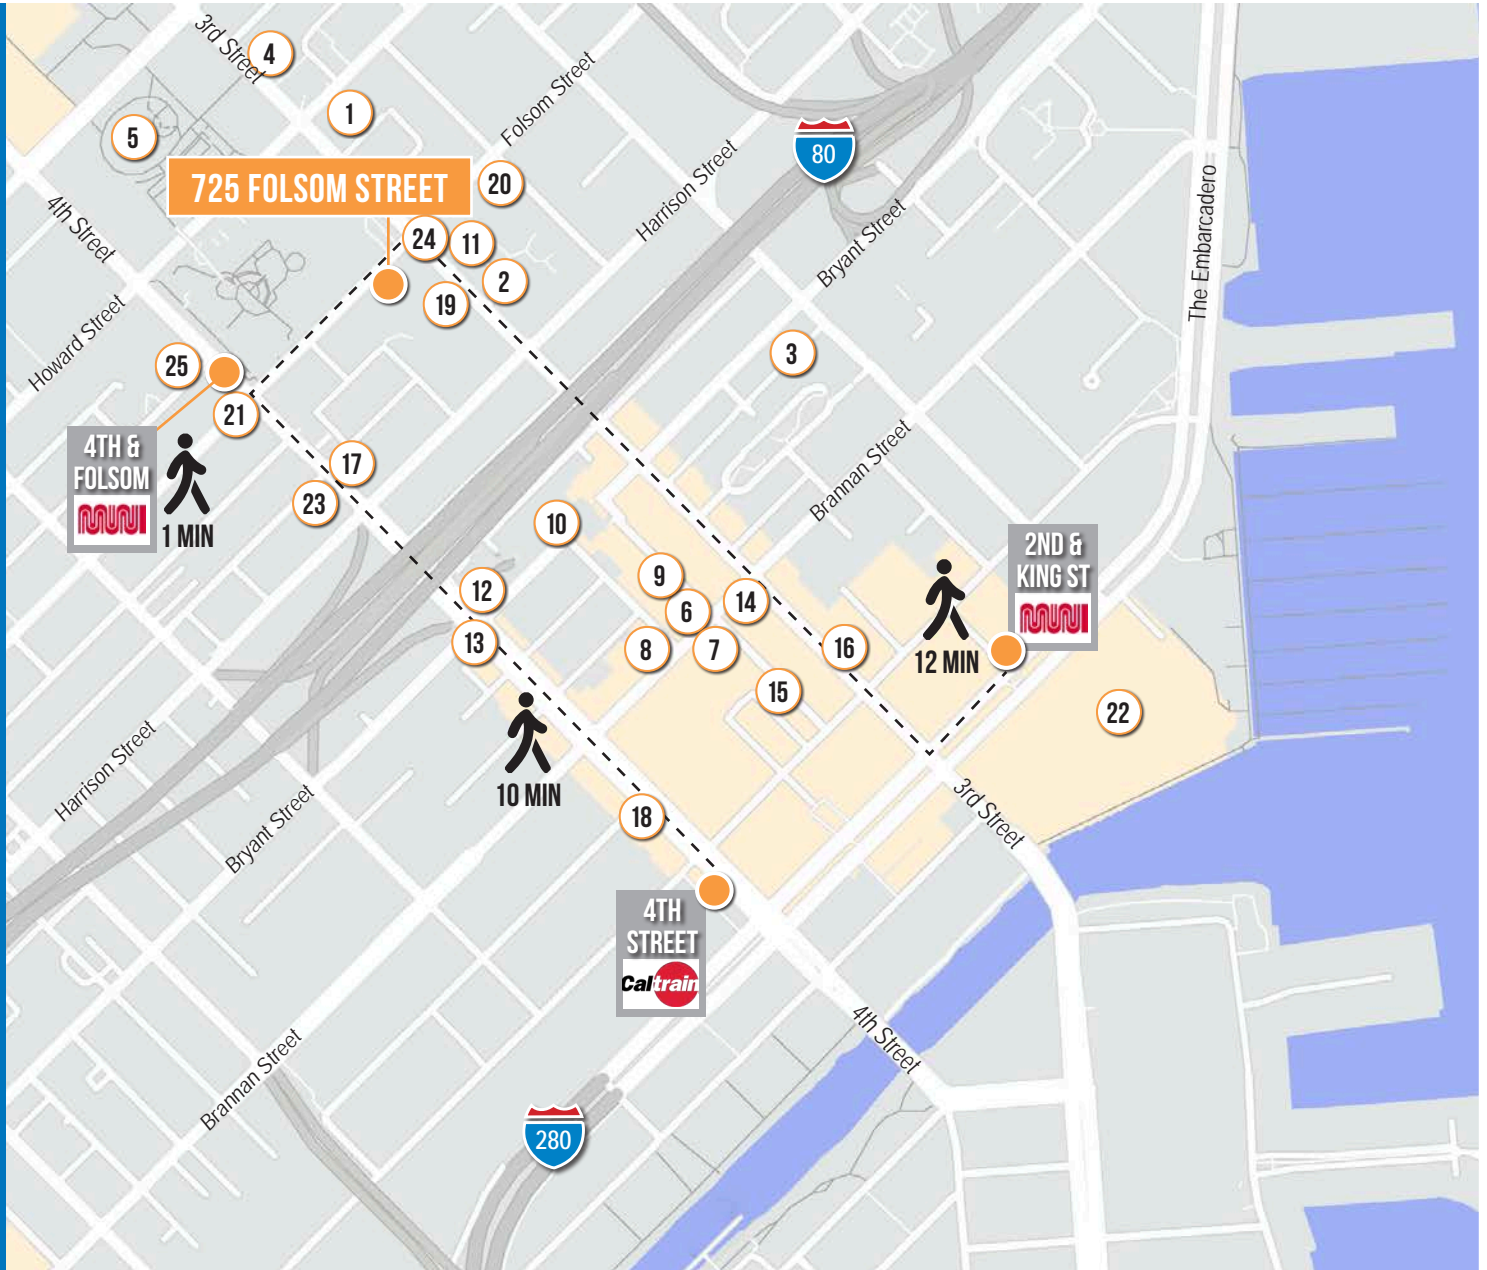 3rd Street
4
1
5
Folsom Street
80
725 FOLSOM STREET
20
Harrison Street
4th Street
24
11
2
19
Bryant Street
The Embarcadero
Howard Street
25
21
3
4TH &
FOLSOM
MUNI
1 MIN
17
23
10
Brannan Street
9
6
14
12
13
8
7
16
15
2ND &
KING ST
MUNI
12 MIN
22
10 MIN
Harrison Street
Bryant Street
18
3rd Street
4TH
STREET
Caltrain
4th Street
Brannan Street
280